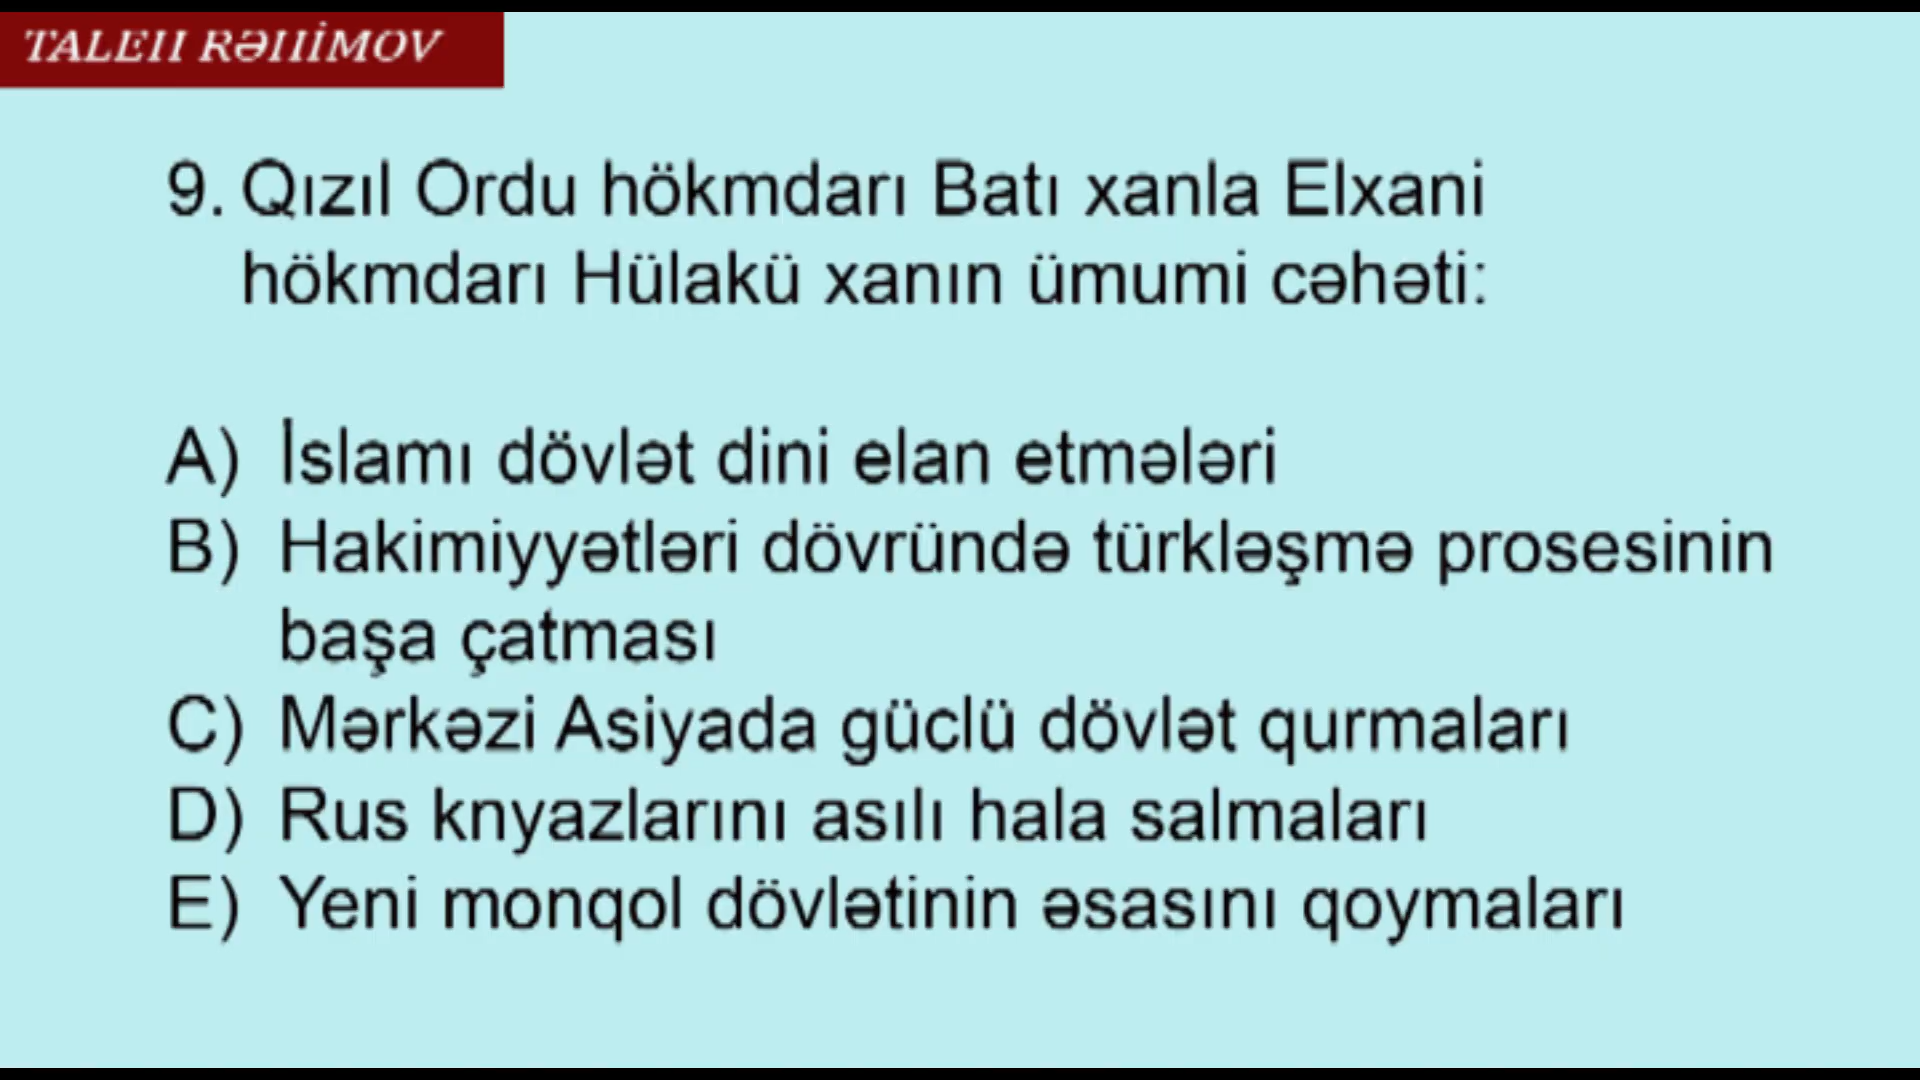 TALEH RƏHİMOV
9. Qızıl Ordu hökmdarı Batı xanla Elxani
hökmdarı Hülakü xanın ümumi cəhəti:
A) İslamı dövlət dini elan etmələri
B) Hakimiyyətləri dövründə türkləşmə prosesinin
başa çatması
C) Mərkəzi Asiyada güclü dövlət qurmaları
D) Rus knyazlarını asılı hala salmaları
E) Yeni monqol dövlətinin əsasını qoymaları